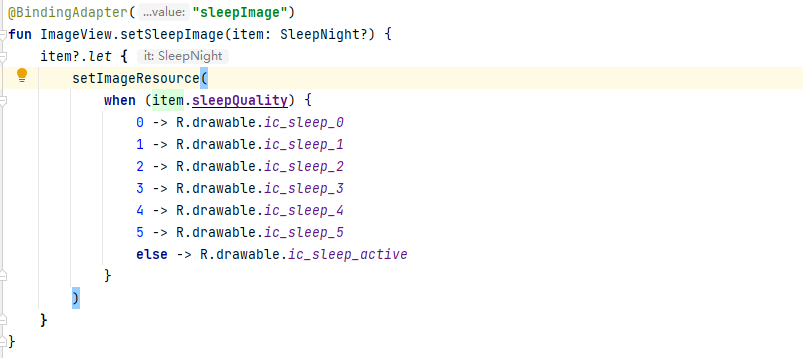 @BindingAdapter( ...value: "sleepImage")
fun ImageView.setSleepImage(item: SleepNight?) {
    item?.let { it: SleepNight
        setImageResource(
            when (item.sleepQuality) {
                0 -> R.drawable.ic_sleep_0
                1 -> R.drawable.ic_sleep_1
                2 -> R.drawable.ic_sleep_2
                3 -> R.drawable.ic_sleep_3
                4 -> R.drawable.ic_sleep_4
                5 -> R.drawable.ic_sleep_5
                else -> R.drawable.ic_sleep_active
            }
        )
    }
}